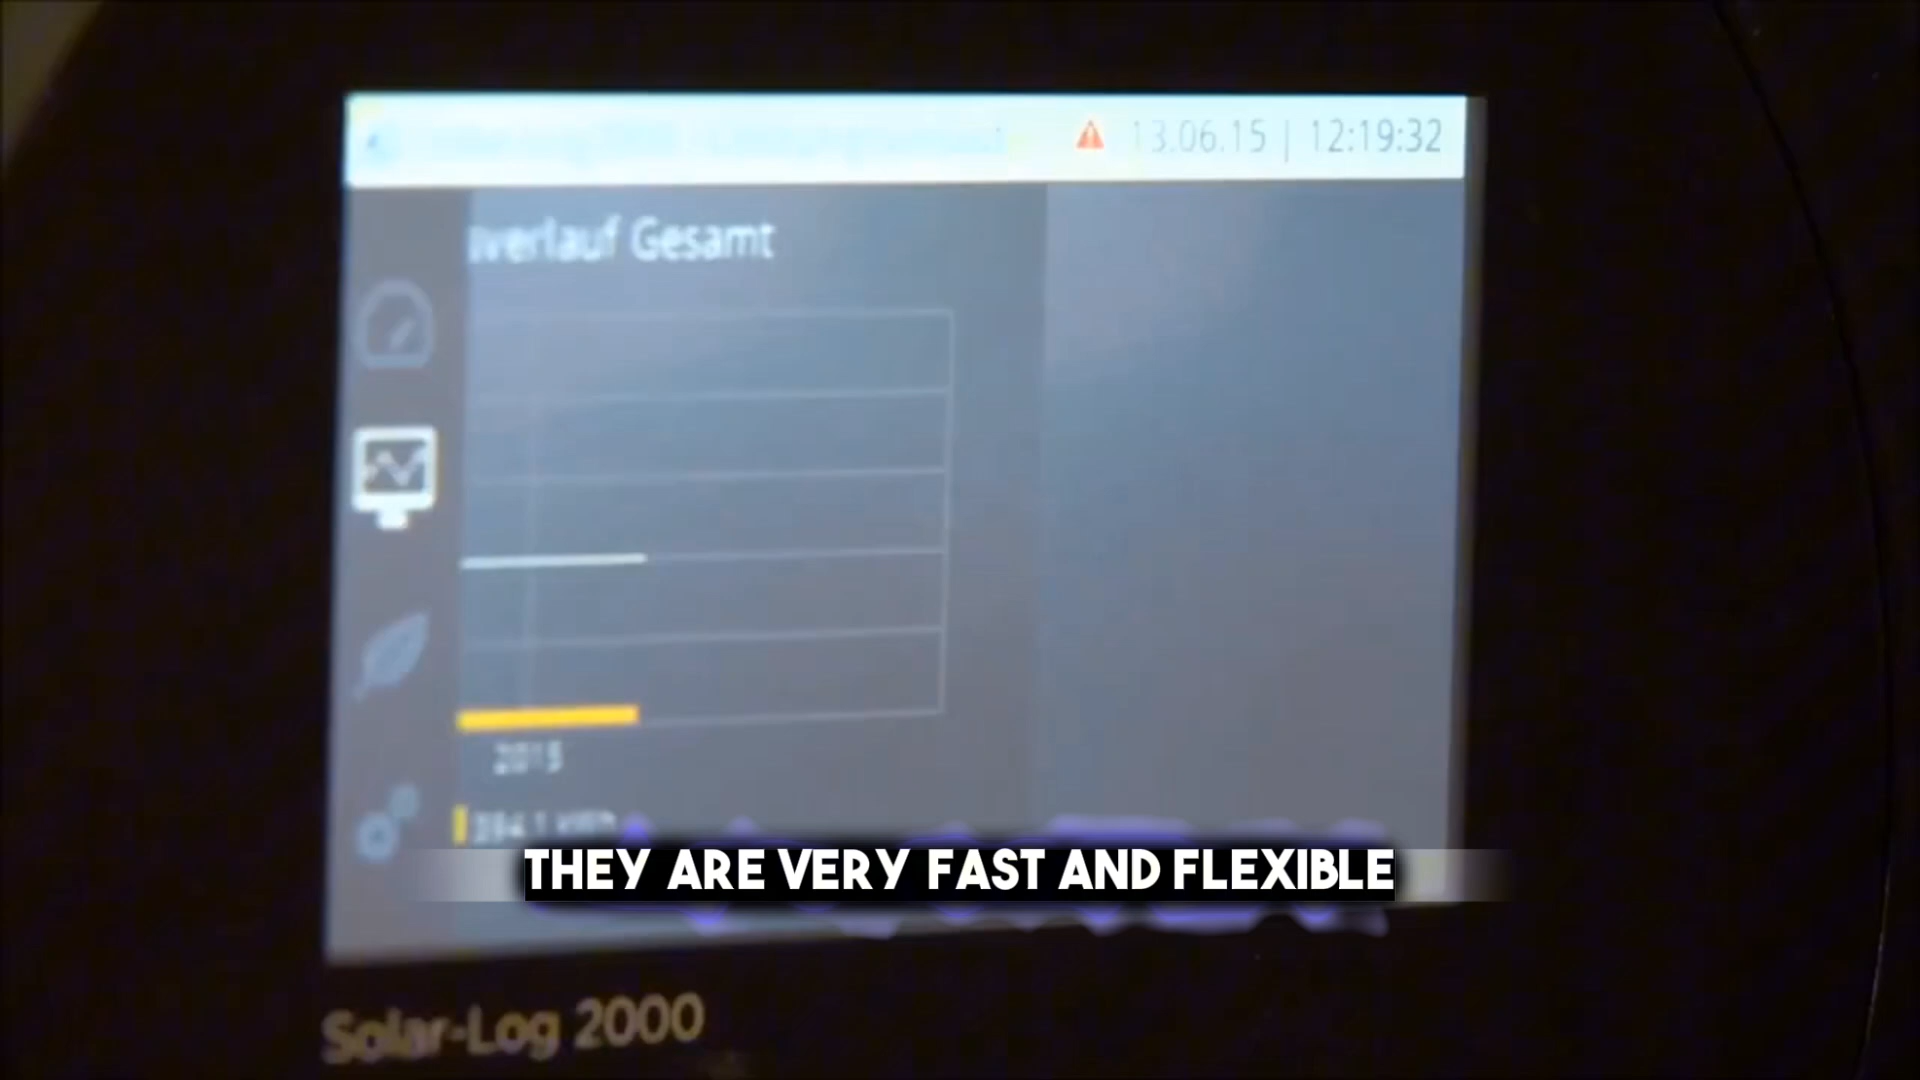 13.06.15 | 12:19:32
verlauf Gesamt
2015
THEY ARE VERY FAST AND FLEXIBLE
Solar-Log 2000